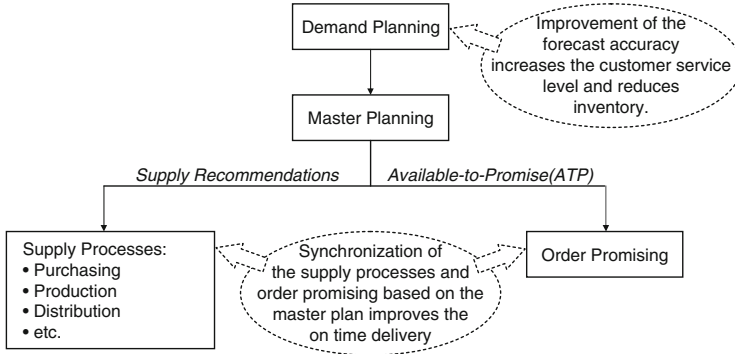 Demand Planning
Improvement of the
forecast accuracy
increases the customer service
level and reduces
inventory.
Master Planning
Supply Recommendations
Available-to-Promise(ATP)
Supply Processes:
• Purchasing
• Production
• Distribution
• etc.
Synchronization of
the supply processes and
order promising based on the
master plan improves the
on time delivery
Order Promising